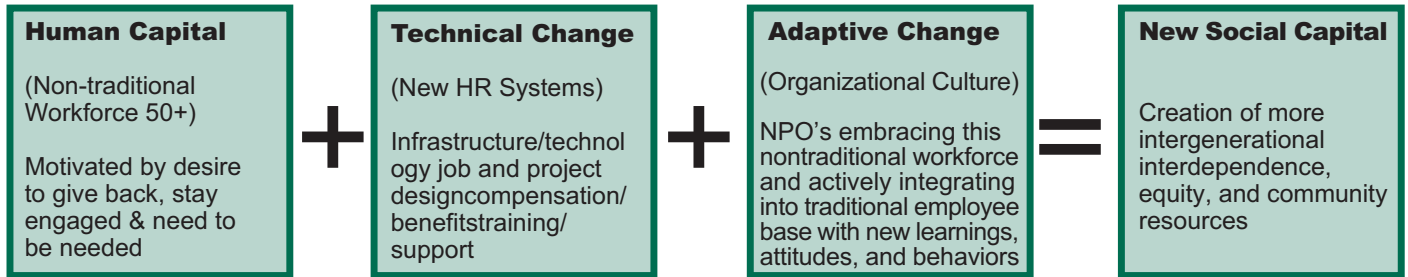 Human Capital
(Non-traditional
Workforce 50+)
Motivated by desire
to give back, stay
engaged & need to
be needed
+
Technical Change
(New HR Systems)
Infrastructure/technol
ogy job and project
designcompensation/
benefitstraining/
support
+
Adaptive Change
(Organizational Culture)
NPO's embracing this
nontraditional workforce
and actively integrating
into traditional employee
base with new learnings,
attitudes, and behaviors
=
New Social Capital
Creation of more
intergenerational
interdependence,
equity, and community
resources